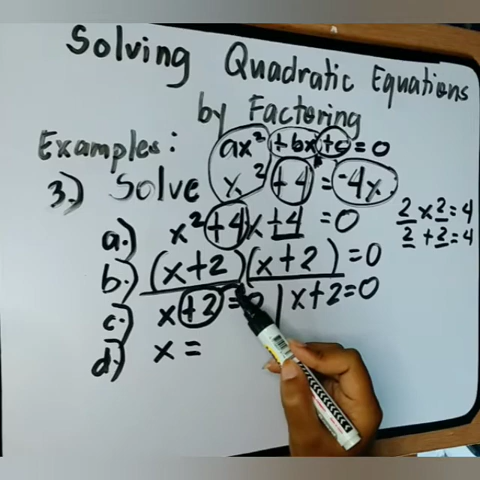 Solving Quadratic Equations
by Factoring
Examples:
ax² + bx + c = 0
3.) Solve x² + 4 = -4x
a.) x² + 4x + 4 = 0
2 x 2 = 4
2 + 2 = 4
b.) (x+2)(x+2) = 0
c.) x+2 = 0 | x+2=0
d.) x =